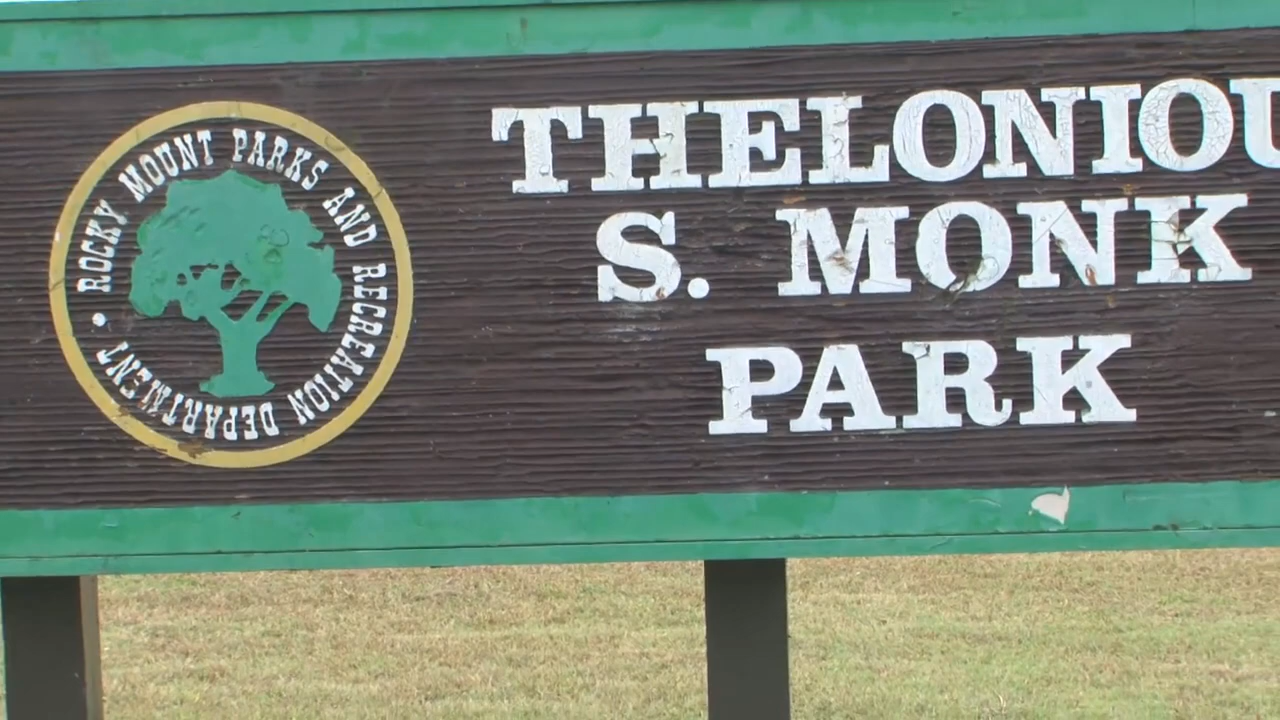 ROCKY MOUNT PARKS AND RECREATION DEPARTMENT •
THELONIOU
S. MONK
PARK